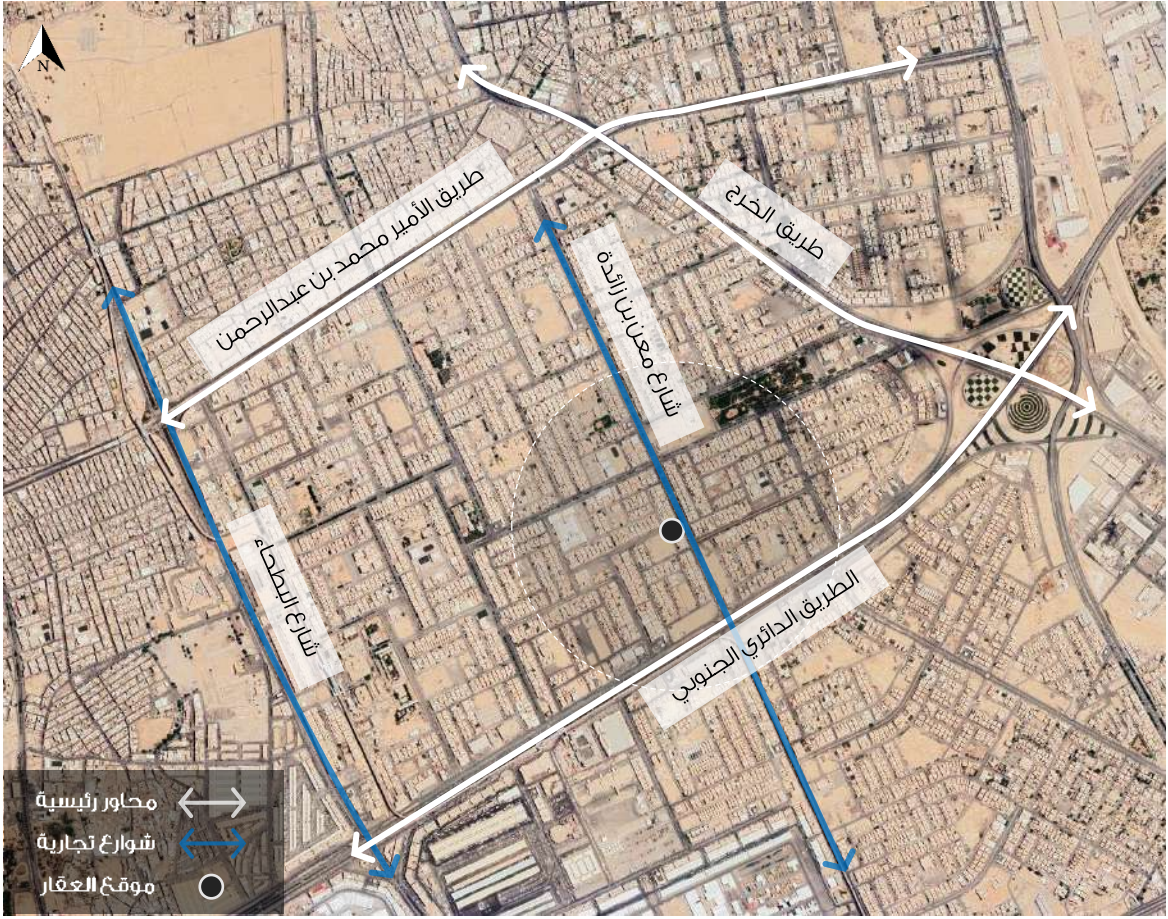 N
طريق الأمير محمد بن عبدالرحمن
طريق الخرج
شارع معن بن زائدة
شارع البطحاء
الطريق الدائري الجنوبي
محاور رئيسية
شوارع تجارية
موقع العقار